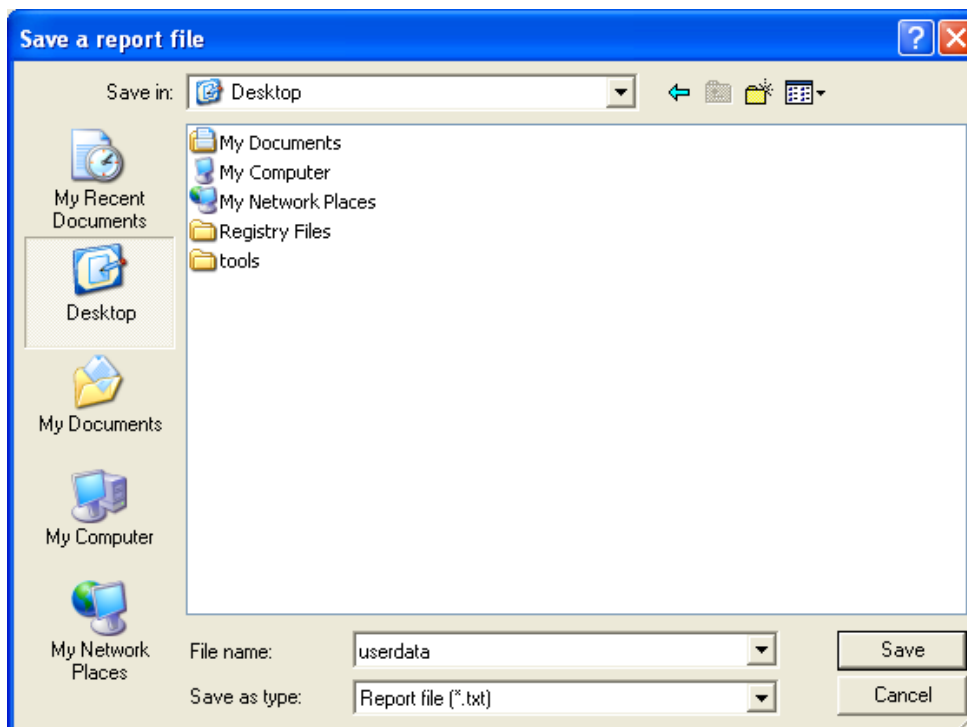 Save a report file
Save in: Desktop
My Documents
My Computer
My Network Places
Registry Files
tools
My Recent
Documents
Desktop
My Documents
My Computer
My Network
Places
File name: userdata Save
Save as type: Report file (*.txt) Cancel